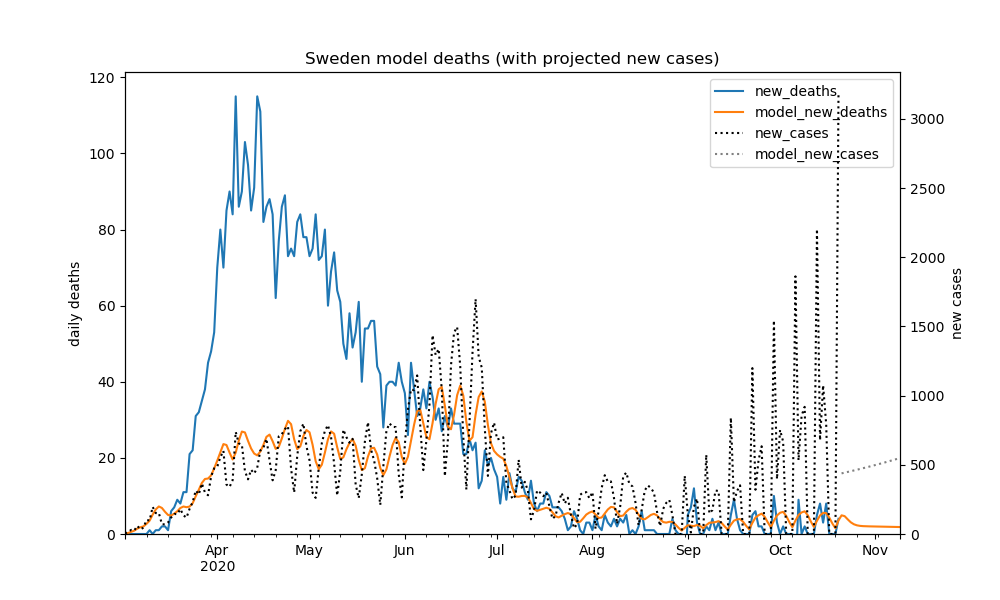 Sweden model deaths (with projected new cases)
daily deaths
120
100
80
60
40
20
0
new_deaths
model_new_deaths
new_cases
model_new_cases
3000
2500
2000
1500
1000
500
0
new cases
Apr May Jun Jul Aug Sep Oct Nov
2020